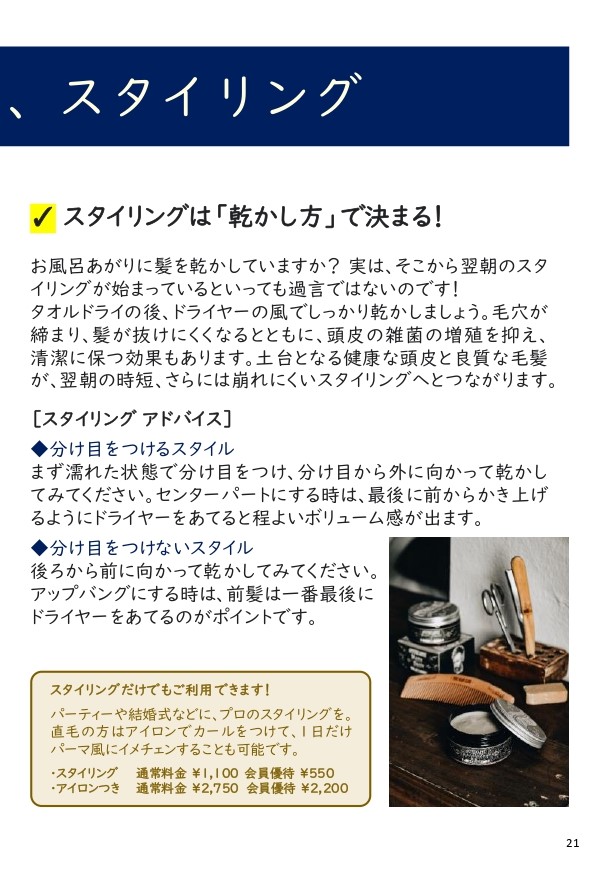 、スタイリング
✓ スタイリングは「乾かし方」で決まる!
お風呂あがりに髪を乾かしていますか? 実は、そこから翌朝のスタ
イリングが始まっているといっても過言ではないのです!
タオルドライの後、ドライヤーの風でしっかり乾かしましょう。毛穴が
締まり、髪が抜けにくくなるとともに、頭皮の雑菌の増殖を抑え、
清潔に保つ効果もあります。土台となる健康な頭皮と良質な毛髪
が、翌朝の時短、さらには崩れにくいスタイリングへとつながります。
[スタイリング アドバイス]
◆分け目をつけるスタイル
まず濡れた状態で分け目をつけ、分け目から外に向かって乾かし
てみてください。センターパートにする時は、最後に前からかき上げ
るようにドライヤーをあてると程よいボリューム感が出ます。
◆分け目をつけないスタイル
後ろから前に向かって乾かしてみてください。
アップバングにする時は、前髪は一番最後に
ドライヤーをあてるのがポイントです。
スタイリングだけでもご利用できます!
パーティーや結婚式などに、プロのスタイリングを。
直毛の方はアイロンでカールをつけて、1日だけ
パーマ風にイメチェンすることも可能です。
・スタイリング 通常料金 ¥1,100 会員優待 ¥550
・アイロンつき 通常料金 ¥2,750 会員優待 ¥2,200
21